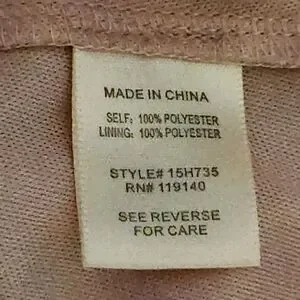 MADE IN CHINA
SELF: 100% POLYESTER
LINING: 100% POLYESTER
STYLE# 15H735
RN# 119140
SEE REVERSE
FOR CARE